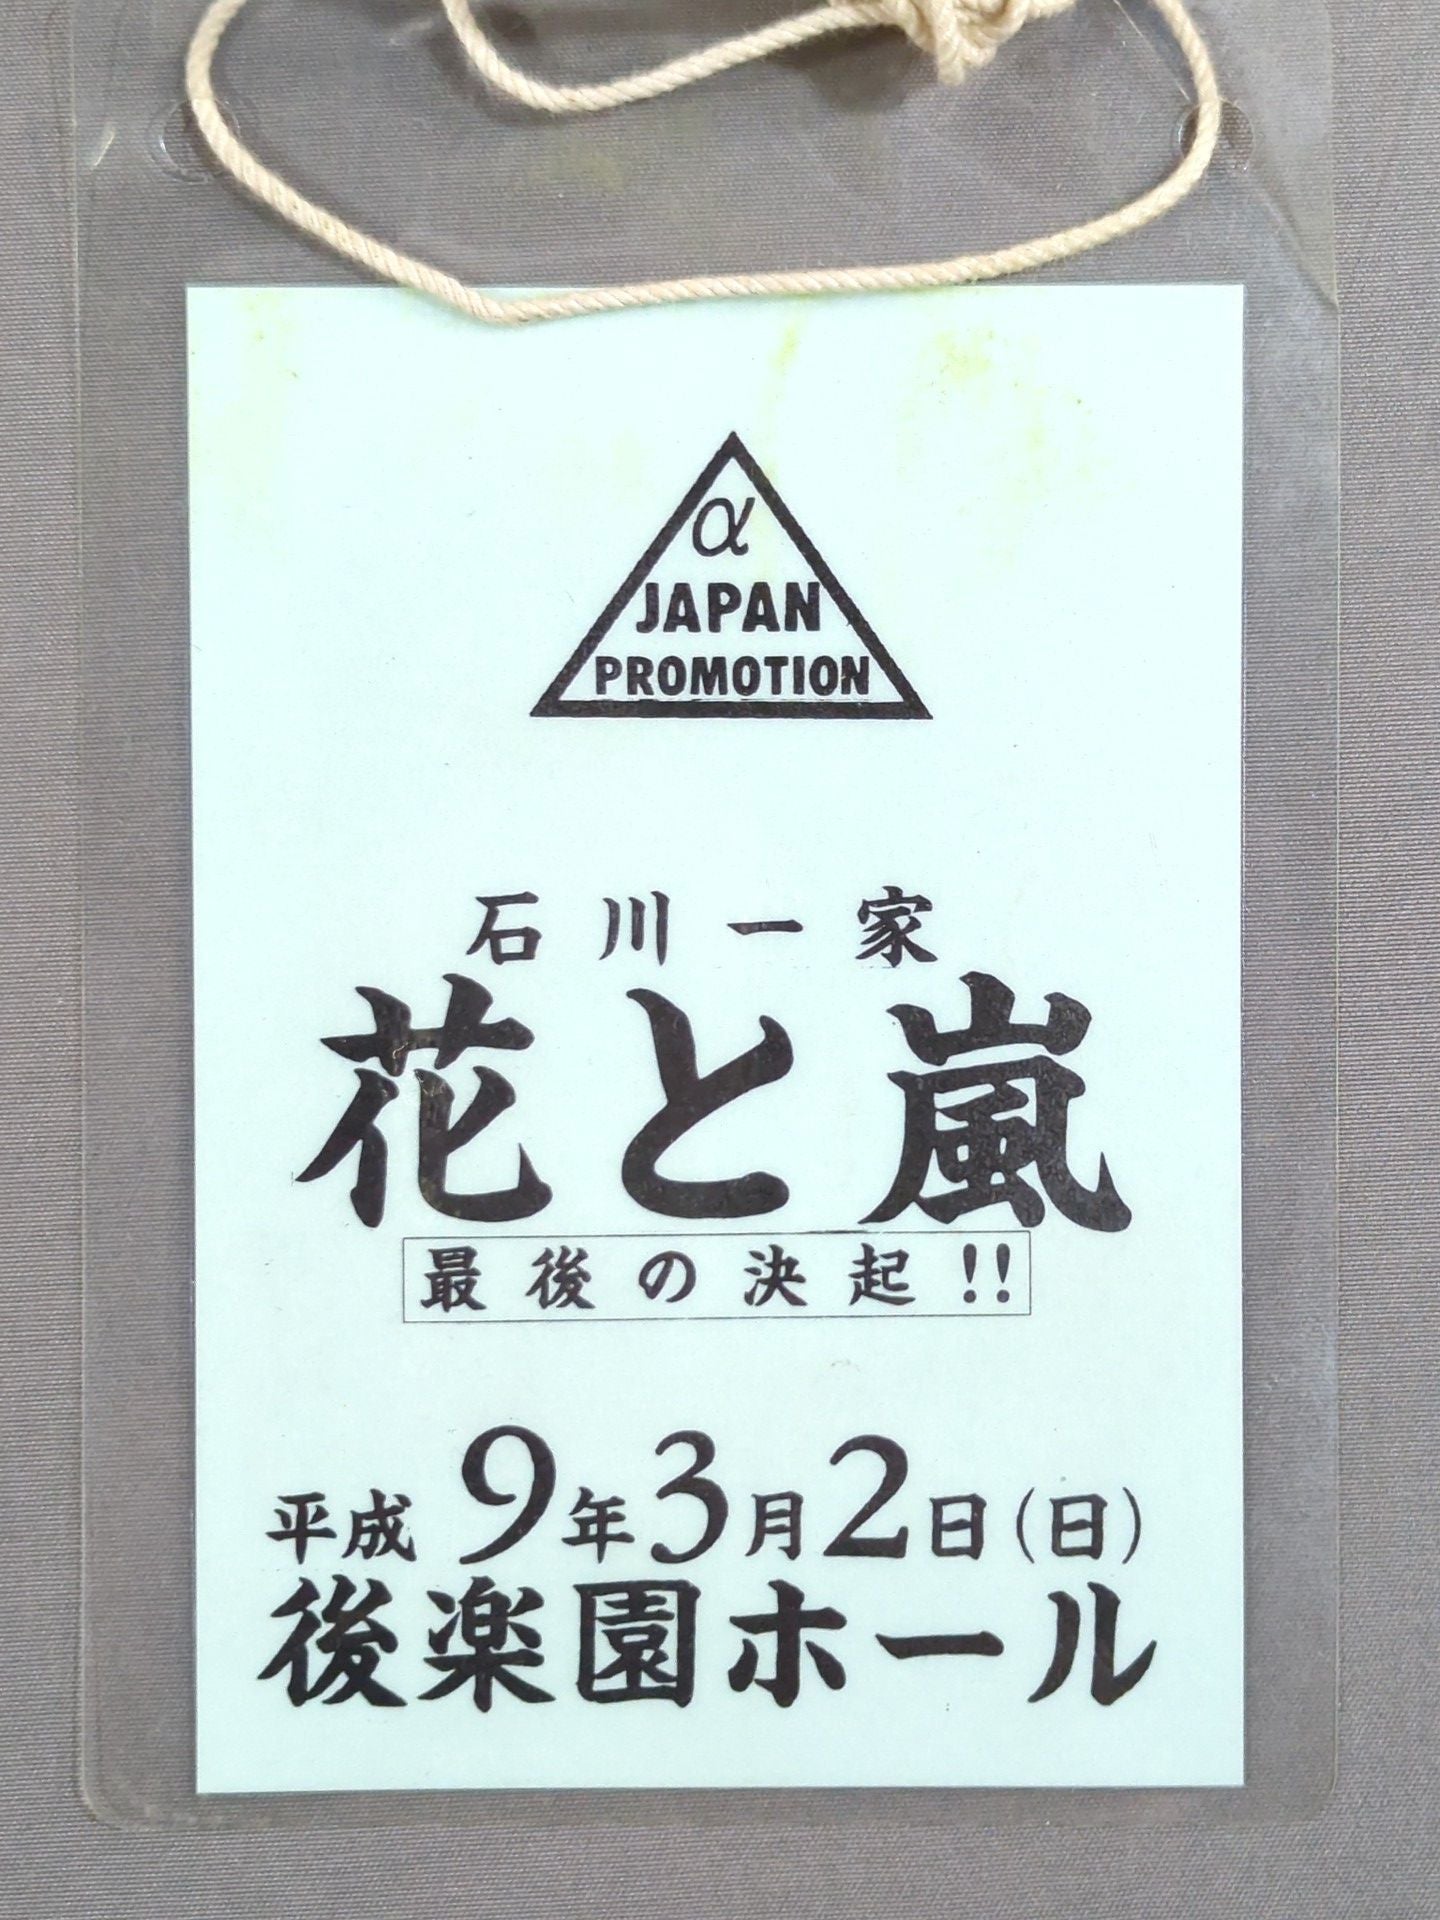 α
JAPAN
PROMOTION
石川一家
花と嵐
最後の決起!!
平成9年3月2日(日)
後楽園ホール